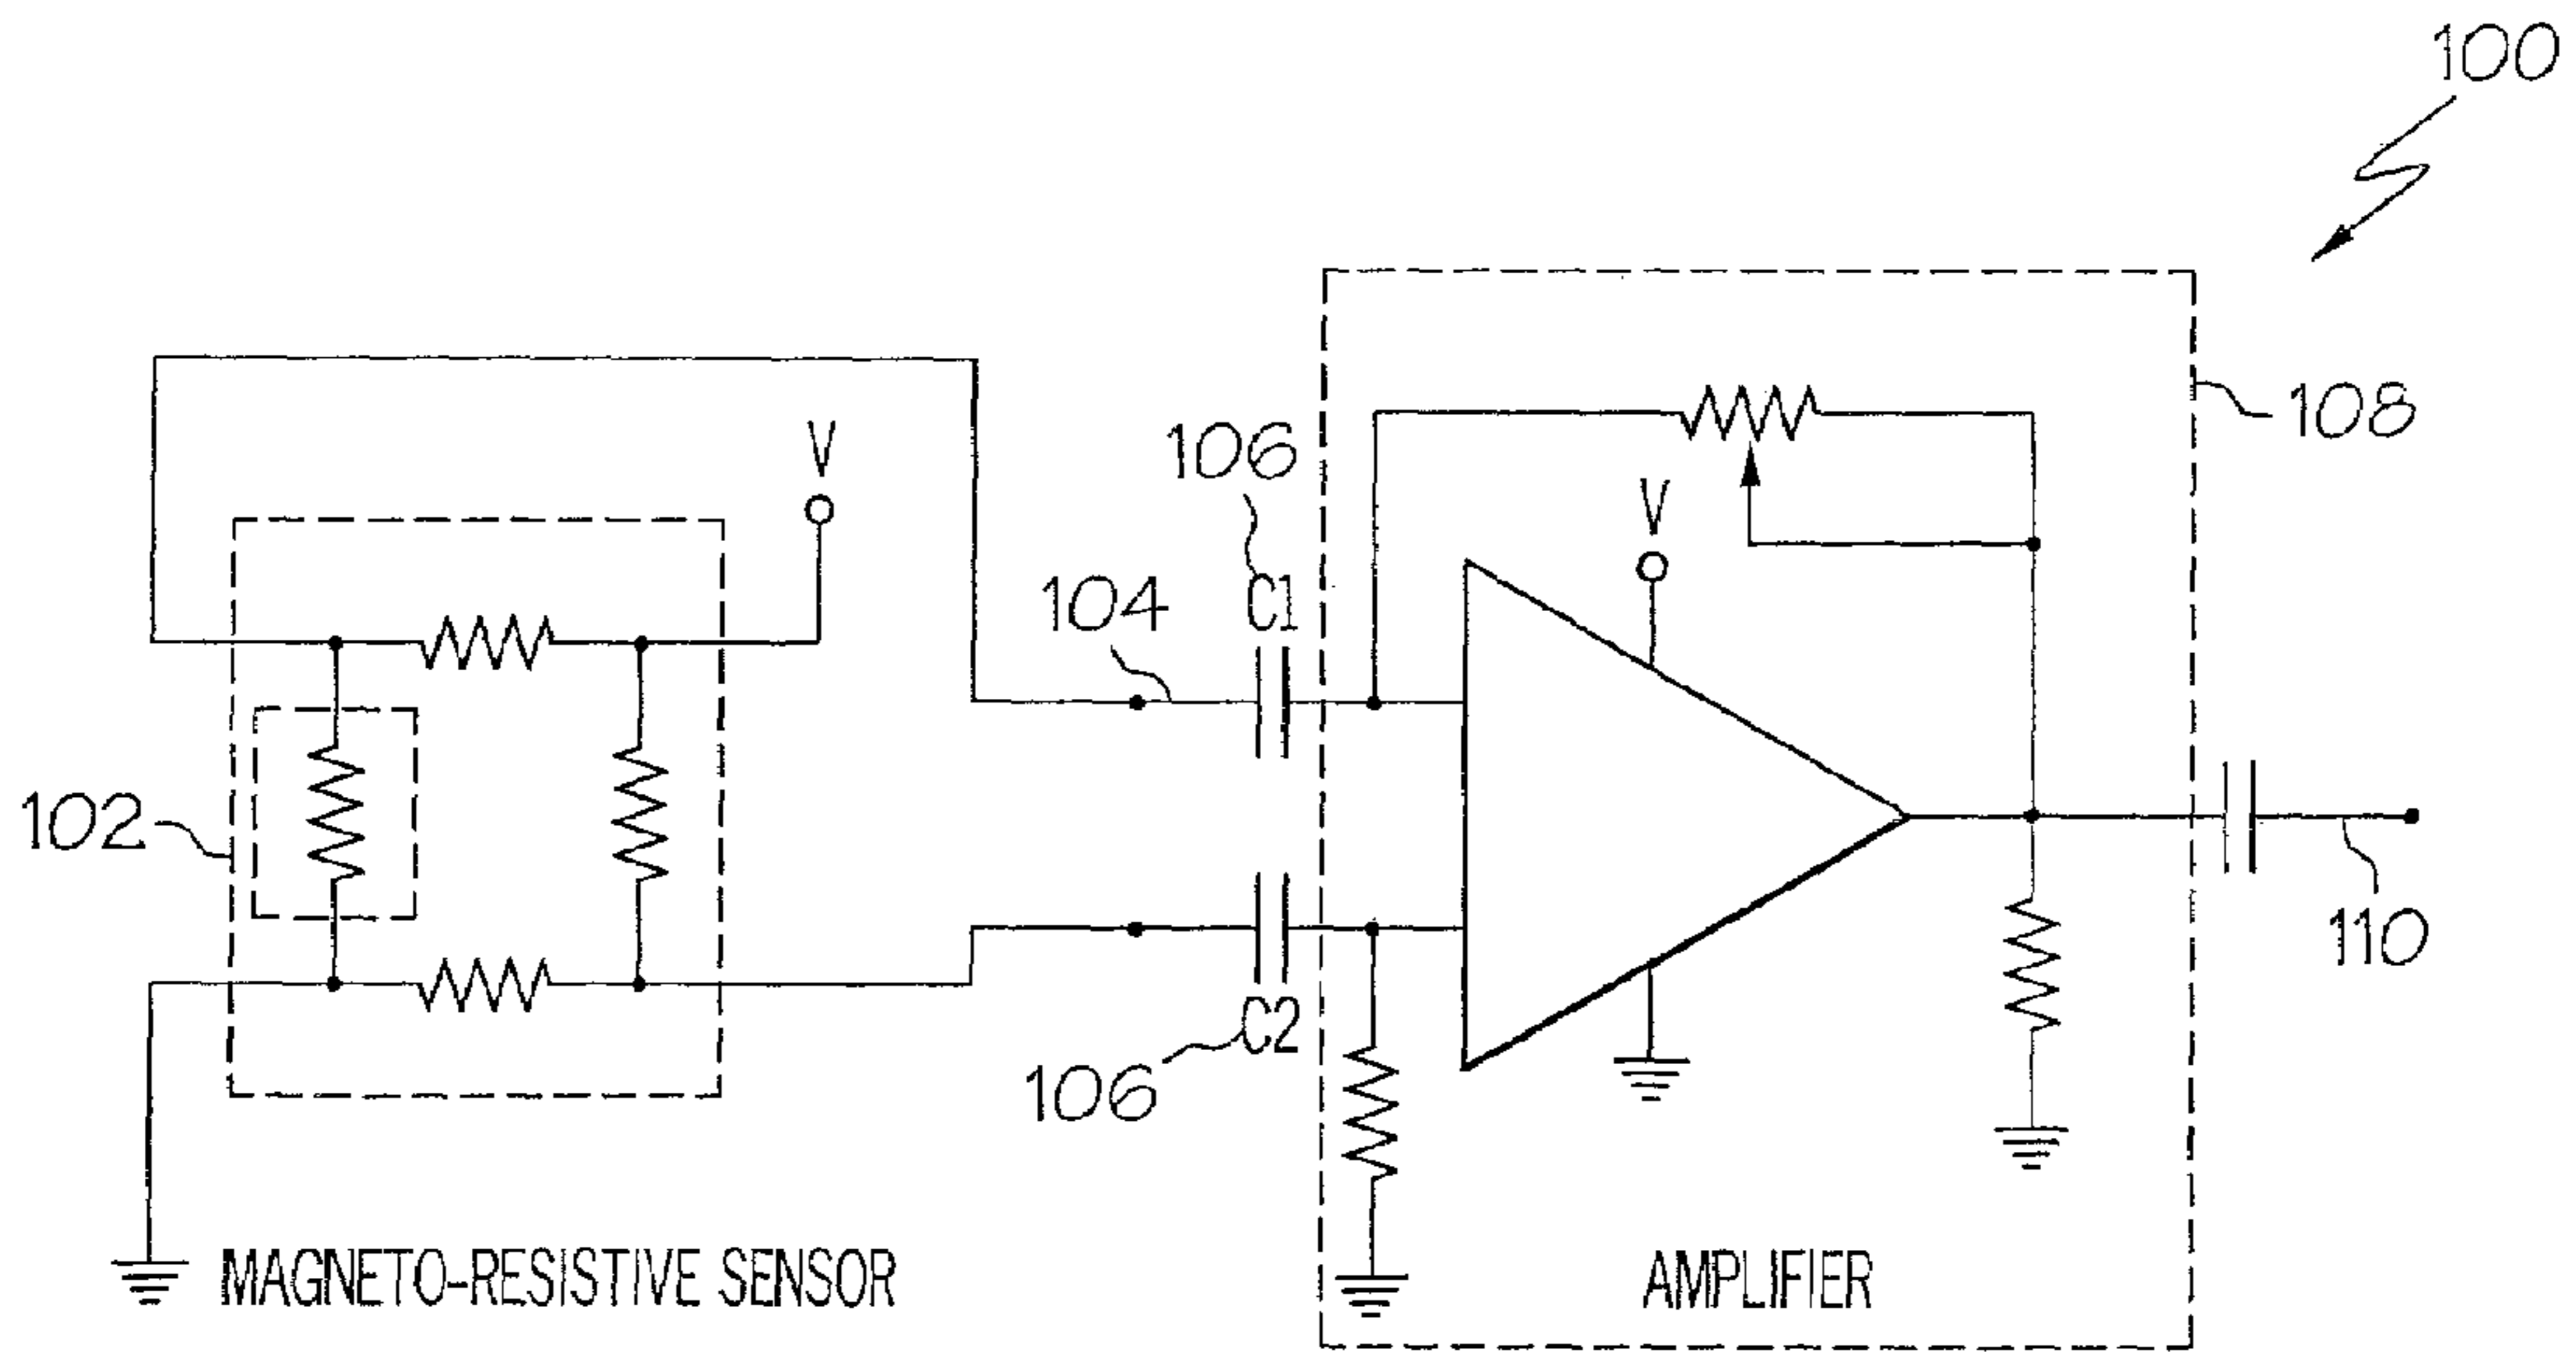 100
108
106
V
V
104
C1
102
110
C2
106
MAGNETO-RESISTIVE SENSOR
AMPLIFIER